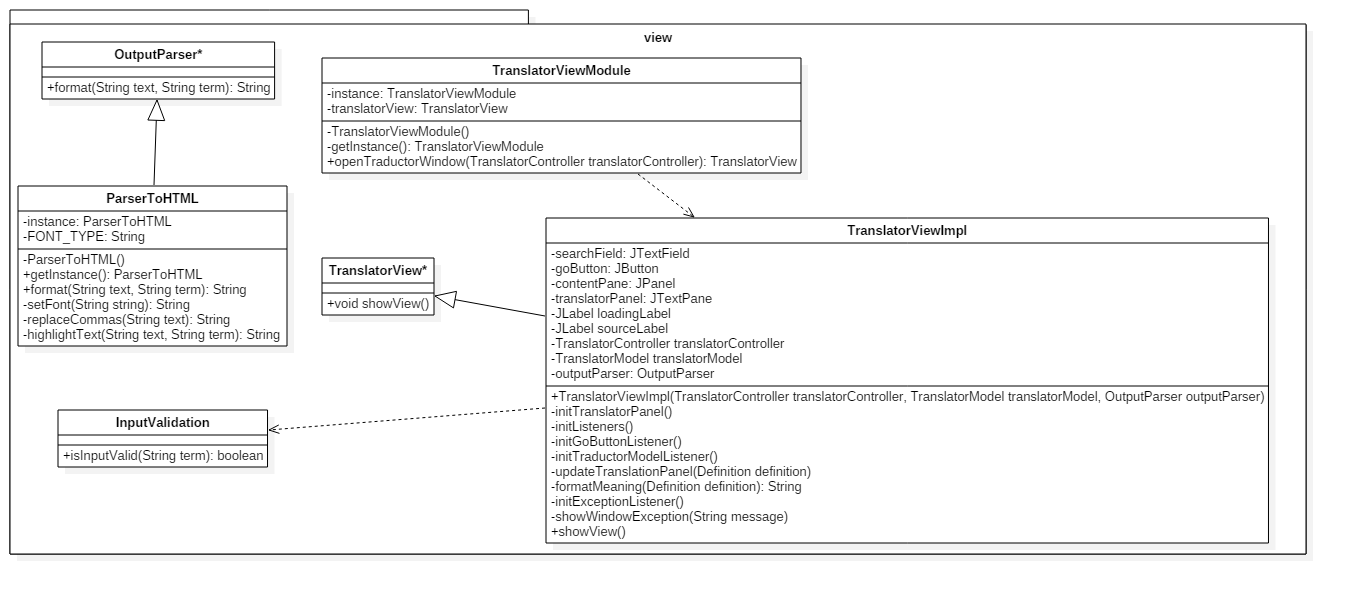 view
OutputParser*
+format(String text, String term): String
TranslatorViewModule
-instance: TranslatorViewModule
-translatorView: TranslatorView
-TranslatorViewModule()
-getInstance(): TranslatorViewModule
+openTraductorWindow(TranslatorController translatorController): TranslatorView
ParserToHTML
-instance: ParserToHTML
-FONT_TYPE: String
-ParserToHTML()
+getInstance(): ParserToHTML
+format(String text, String term): String
-setFont(String string): String
-replaceCommas(String text): String
-highlightText(String text, String term): String
TranslatorView*
+void showView()
TranslatorViewImpl
-searchField: JTextField
-goButton: JButton
-contentPane: JPanel
-translatorPanel: JTextPane
-JLabel loadingLabel
-JLabel sourceLabel
-TranslatorController translatorController
-TranslatorModel translatorModel
-outputParser: OutputParser
+TranslatorViewImpl(TranslatorController translatorController, TranslatorModel translatorModel, OutputParser outputParser)
-initTranslatorPanel()
-initListeners()
-initGoButtonListener()
-initTraductorModelListener()
-updateTranslationPanel(Definition definition)
-formatMeaning(Definition definition): String
-initExceptionListener()
-showWindowException(String message)
+showView()
InputValidation
+isInputValid(String term): boolean